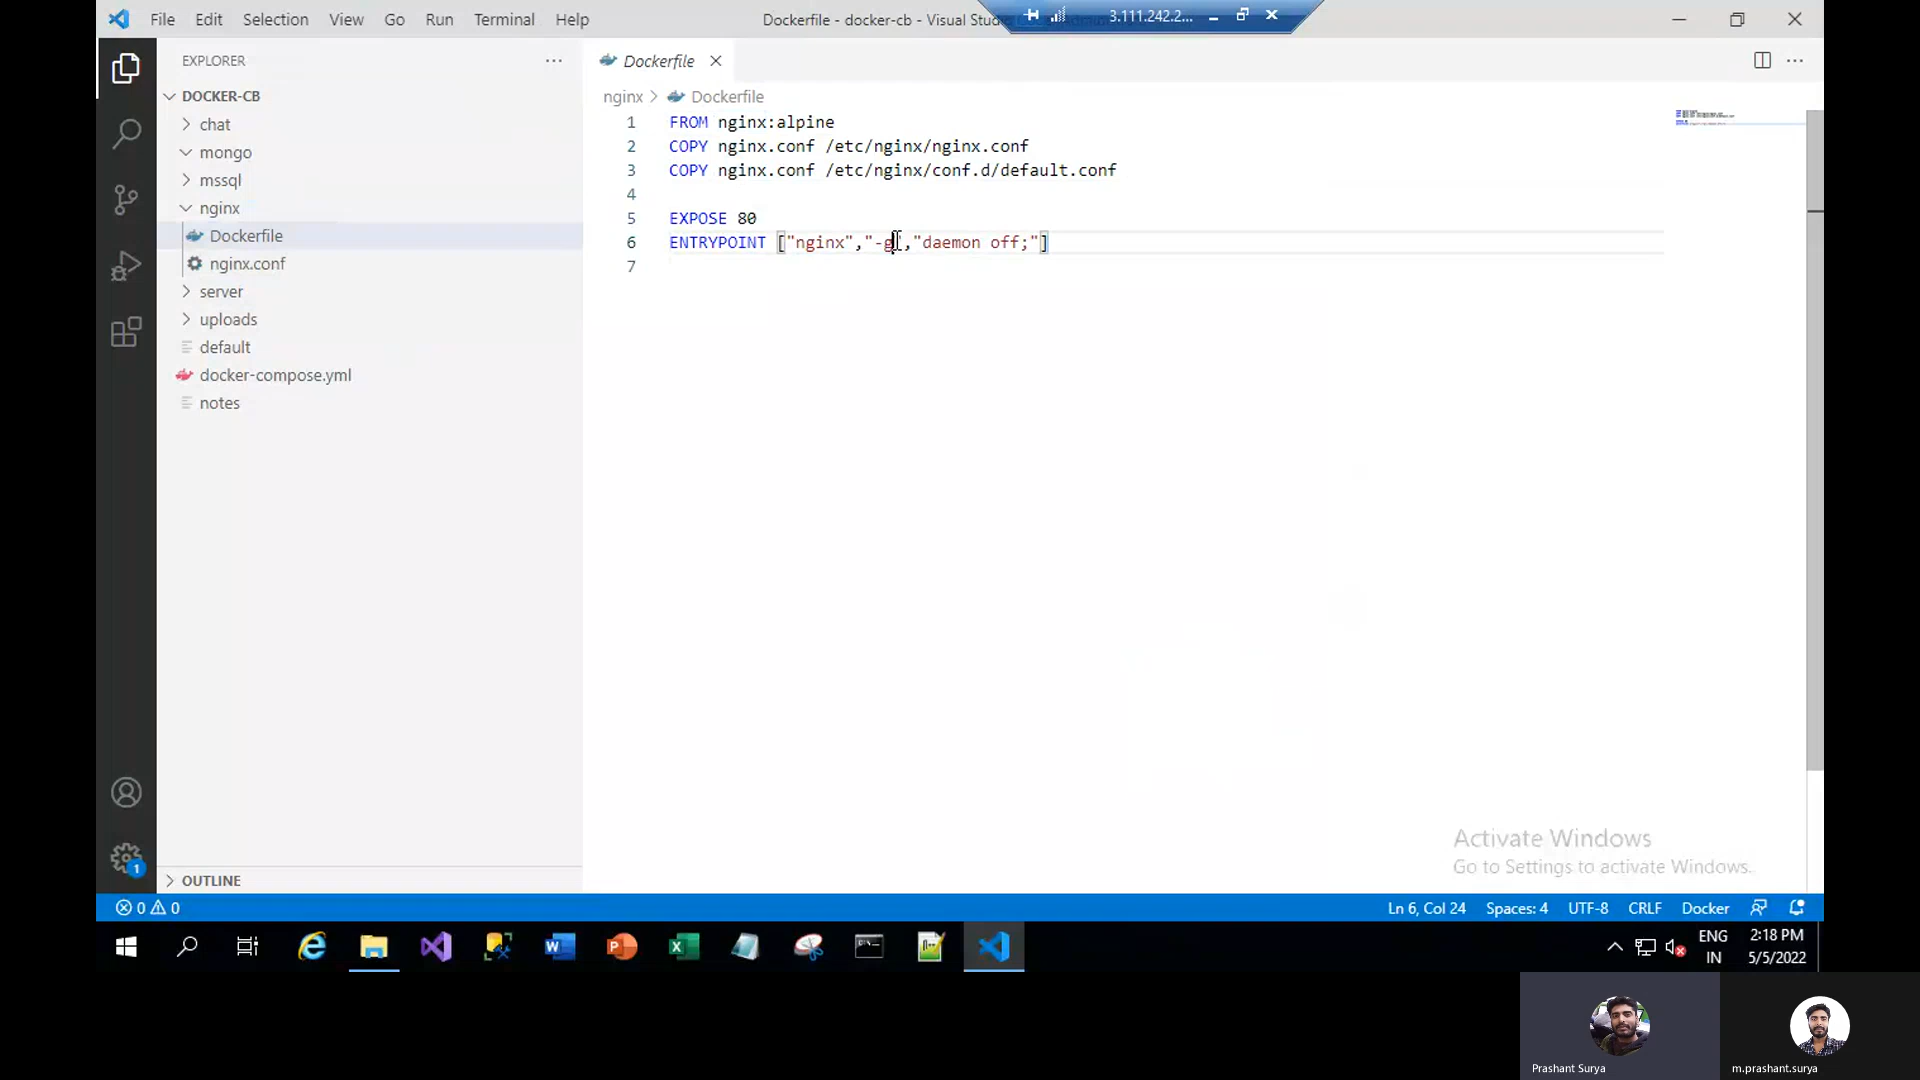 File Edit Selection View Go Run Terminal Help
Dockerfile - docker-cb - Visual Stu
3.111.242.2...
EXPLORER
Dockerfile
DOCKER-CB
nginx > Dockerfile
chat
mongo
mssql
nginx
Dockerfile
nginx.conf
server
uploads
default
docker-compose.yml
notes
1 FROM nginx:alpine
2 COPY nginx.conf /etc/nginx/nginx.conf
3 COPY nginx.conf /etc/nginx/conf.d/default.conf
4
5 EXPOSE 80
6 ENTRYPOINT ["nginx","-g","daemon off;"]
7
Activate Windows
Go to Settings to activate Windows.
OUTLINE
1
0 0
Ln 6, Col 24 Spaces: 4 UTF-8 CRLF Docker
ENG
IN
2:18 PM
5/5/2022
Prashant Surya
m.prashant.surya